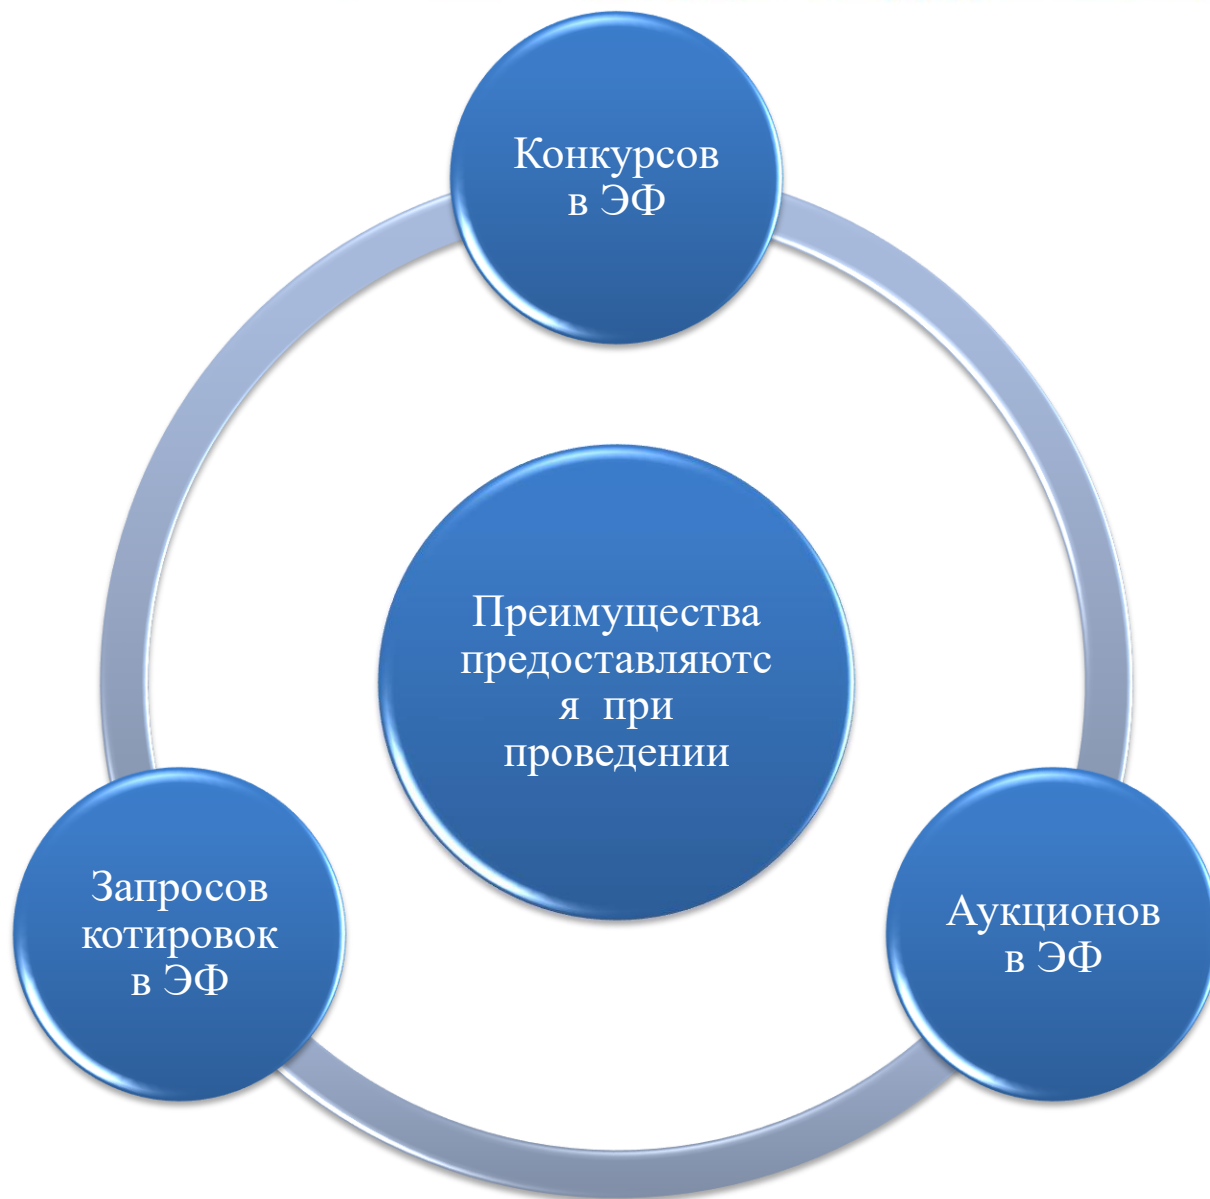 Конкурсов
в ЭФ
Преимущества
предоставляютс
я при
проведении
Запросов
котировок
в ЭФ
Аукционов
в ЭФ